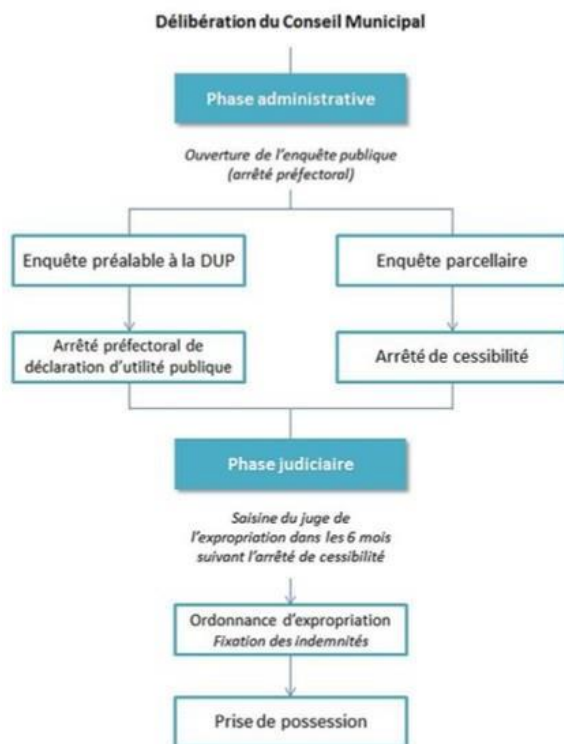 Délibération du Conseil Municipal
Phase administrative
Ouverture de l'enquête publique
(arrêté préfectoral)
Enquête préalable à la DUP
Enquête parcellaire
Arrêté préfectoral de
déclaration d'utilité publique
Arrêté de cessibilité
Phase judiciaire
Saisine du juge de
l'expropriation dans les 6 mois
suivant l'arrêté de cessibilité
Ordonnance d'expropriation
Fixation des indemnités
Prise de possession